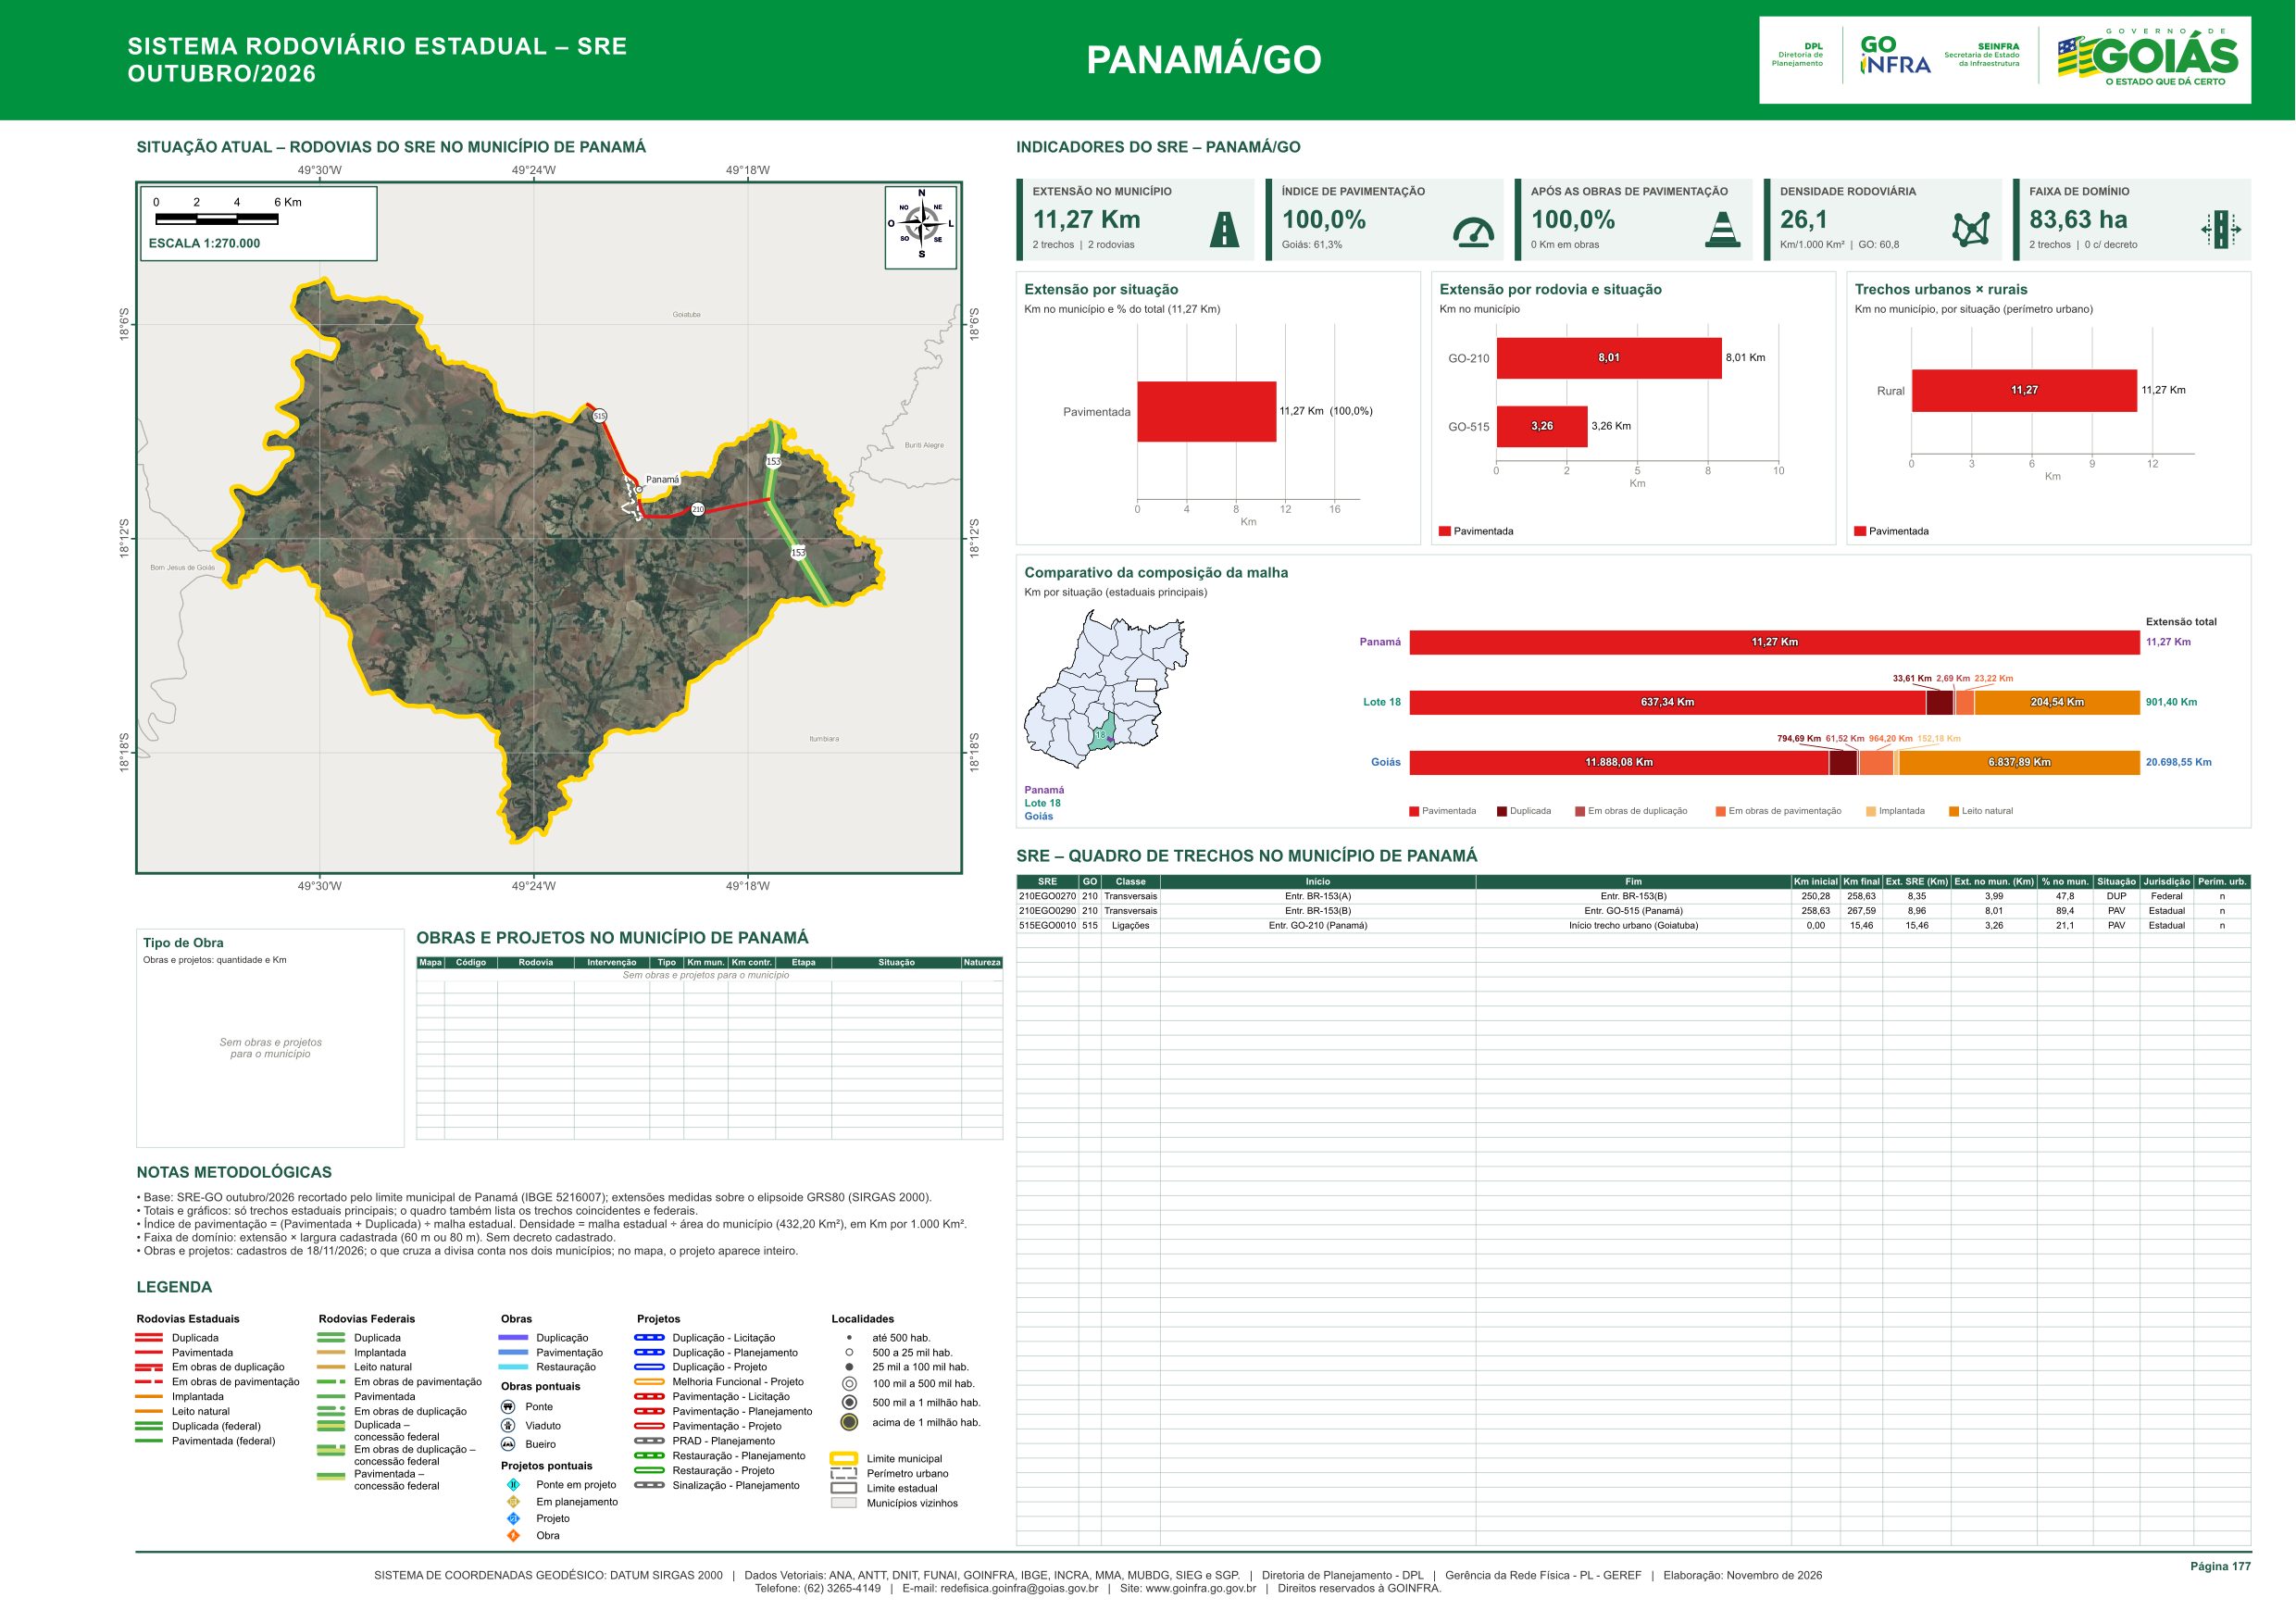 SISTEMA RODOVIÁRIO ESTADUAL – SRE
OUTUBRO/2026
PANAMÁ/GO
DPL
Diretoria de
Planejamento
GO
iNFRA
SEINFRA
Secretaria de Estado
da Infraestrutura
GOVERNO DE
GOIÁS
O ESTADO QUE DÁ CERTO
SITUAÇÃO ATUAL – RODOVIAS DO SRE NO MUNICÍPIO DE PANAMÁ
49°30'W 49°24'W 49°18'W
0 2 4 6 Km
ESCALA 1:270.000
N
NO NE
O L
SO SE
S
18°6'S 18°6'S
18°12'S 18°12'S
18°18'S 18°18'S
Goiatuba
Buriti Alegre
Bom Jesus de Goiás
Itumbiara
Panamá
515
153
210
153
49°30'W 49°24'W 49°18'W
INDICADORES DO SRE – PANAMÁ/GO
EXTENSÃO NO MUNICÍPIO
11,27 Km
2 trechos | 2 rodovias
ÍNDICE DE PAVIMENTAÇÃO
100,0%
Goiás: 61,3%
APÓS AS OBRAS DE PAVIMENTAÇÃO
100,0%
0 Km em obras
DENSIDADE RODOVIÁRIA
26,1
Km/1.000 Km² | GO: 60,8
FAIXA DE DOMÍNIO
83,63 ha
2 trechos | 0 c/ decreto
Extensão por situação
Km no município e % do total (11,27 Km)
Pavimentada
11,27 Km (100,0%)
0 4 8 12 16
Km
Extensão por rodovia e situação
Km no município
GO-210 8,01 8,01 Km
GO-515 3,26 3,26 Km
0 2 5 8 10
Km
Pavimentada
Trechos urbanos × rurais
Km no município, por situação (perímetro urbano)
Rural 11,27 11,27 Km
0 3 6 9 12
Km
Pavimentada
Comparativo da composição da malha
Km por situação (estaduais principais)
18
Panamá
Lote 18
Goiás
Extensão total
Panamá 11,27 Km 11,27 Km
33,61 Km 2,69 Km 23,22 Km
Lote 18 637,34 Km 204,54 Km 901,40 Km
794,69 Km 61,52 Km 964,20 Km 152,18 Km
Goiás 11.888,08 Km 6.837,89 Km 20.698,55 Km
Pavimentada Duplicada Em obras de duplicação Em obras de pavimentação Implantada Leito natural
SRE – QUADRO DE TRECHOS NO MUNICÍPIO DE PANAMÁ
SRE GO Classe Início Fim Km inicial Km final Ext. SRE (Km) Ext. no mun. (Km) % no mun. Situação Jurisdição Perím. urb.
210EGO0270 210 Transversais Entr. BR-153(A) Entr. BR-153(B) 250,28 258,63 8,35 3,99 47,8 DUP Federal n
210EGO0290 210 Transversais Entr. BR-153(B) Entr. GO-515 (Panamá) 258,63 267,59 8,96 8,01 89,4 PAV Estadual n
515EGO0010 515 Ligações Entr. GO-210 (Panamá) Início trecho urbano (Goiatuba) 0,00 15,46 15,46 3,26 21,1 PAV Estadual n
Tipo de Obra
Obras e projetos: quantidade e Km
Sem obras e projetos
para o município
OBRAS E PROJETOS NO MUNICÍPIO DE PANAMÁ
Mapa Código Rodovia Intervenção Tipo Km mun. Km contr. Etapa Situação Natureza
Sem obras e projetos para o município
NOTAS METODOLÓGICAS
• Base: SRE-GO outubro/2026 recortado pelo limite municipal de Panamá (IBGE 5216007); extensões medidas sobre o elipsoide GRS80 (SIRGAS 2000).
• Totais e gráficos: só trechos estaduais principais; o quadro também lista os trechos coincidentes e federais.
• Índice de pavimentação = (Pavimentada + Duplicada) ÷ malha estadual. Densidade = malha estadual ÷ área do município (432,20 Km²), em Km por 1.000 Km².
• Faixa de domínio: extensão × largura cadastrada (60 m ou 80 m). Sem decreto cadastrado.
• Obras e projetos: cadastros de 18/11/2026; o que cruza a divisa conta nos dois municípios; no mapa, o projeto aparece inteiro.
LEGENDA
Rodovias Estaduais
Duplicada
Pavimentada
Em obras de duplicação
Em obras de pavimentação
Implantada
Leito natural
Duplicada (federal)
Pavimentada (federal)
Rodovias Federais
Duplicada
Implantada
Leito natural
Em obras de pavimentação
Pavimentada
Em obras de duplicação
Duplicada –
concessão federal
Em obras de duplicação –
concessão federal
Pavimentada –
concessão federal
Obras
Duplicação
Pavimentação
Restauração
Obras pontuais
Ponte
Viaduto
Bueiro
Projetos pontuais
Ponte em projeto
Em planejamento
Projeto
Obra
Projetos
Duplicação - Licitação
Duplicação - Planejamento
Duplicação - Projeto
Melhoria Funcional - Projeto
Pavimentação - Licitação
Pavimentação - Planejamento
Pavimentação - Projeto
PRAD - Planejamento
Restauração - Planejamento
Restauração - Projeto
Sinalização - Planejamento
Localidades
até 500 hab.
500 a 25 mil hab.
25 mil a 100 mil hab.
100 mil a 500 mil hab.
500 mil a 1 milhão hab.
acima de 1 milhão hab.
Limite municipal
Perímetro urbano
Limite estadual
Municípios vizinhos
Página 177
SISTEMA DE COORDENADAS GEODÉSICO: DATUM SIRGAS 2000 | Dados Vetoriais: ANA, ANTT, DNIT, FUNAI, GOINFRA, IBGE, INCRA, MMA, MUBDG, SIEG e SGP. | Diretoria de Planejamento - DPL | Gerência da Rede Física - PL - GEREF | Elaboração: Novembro de 2026
Telefone: (62) 3265-4149 | E-mail: redefisica.goinfra@goias.gov.br | Site: www.goinfra.go.gov.br | Direitos reservados à GOINFRA.